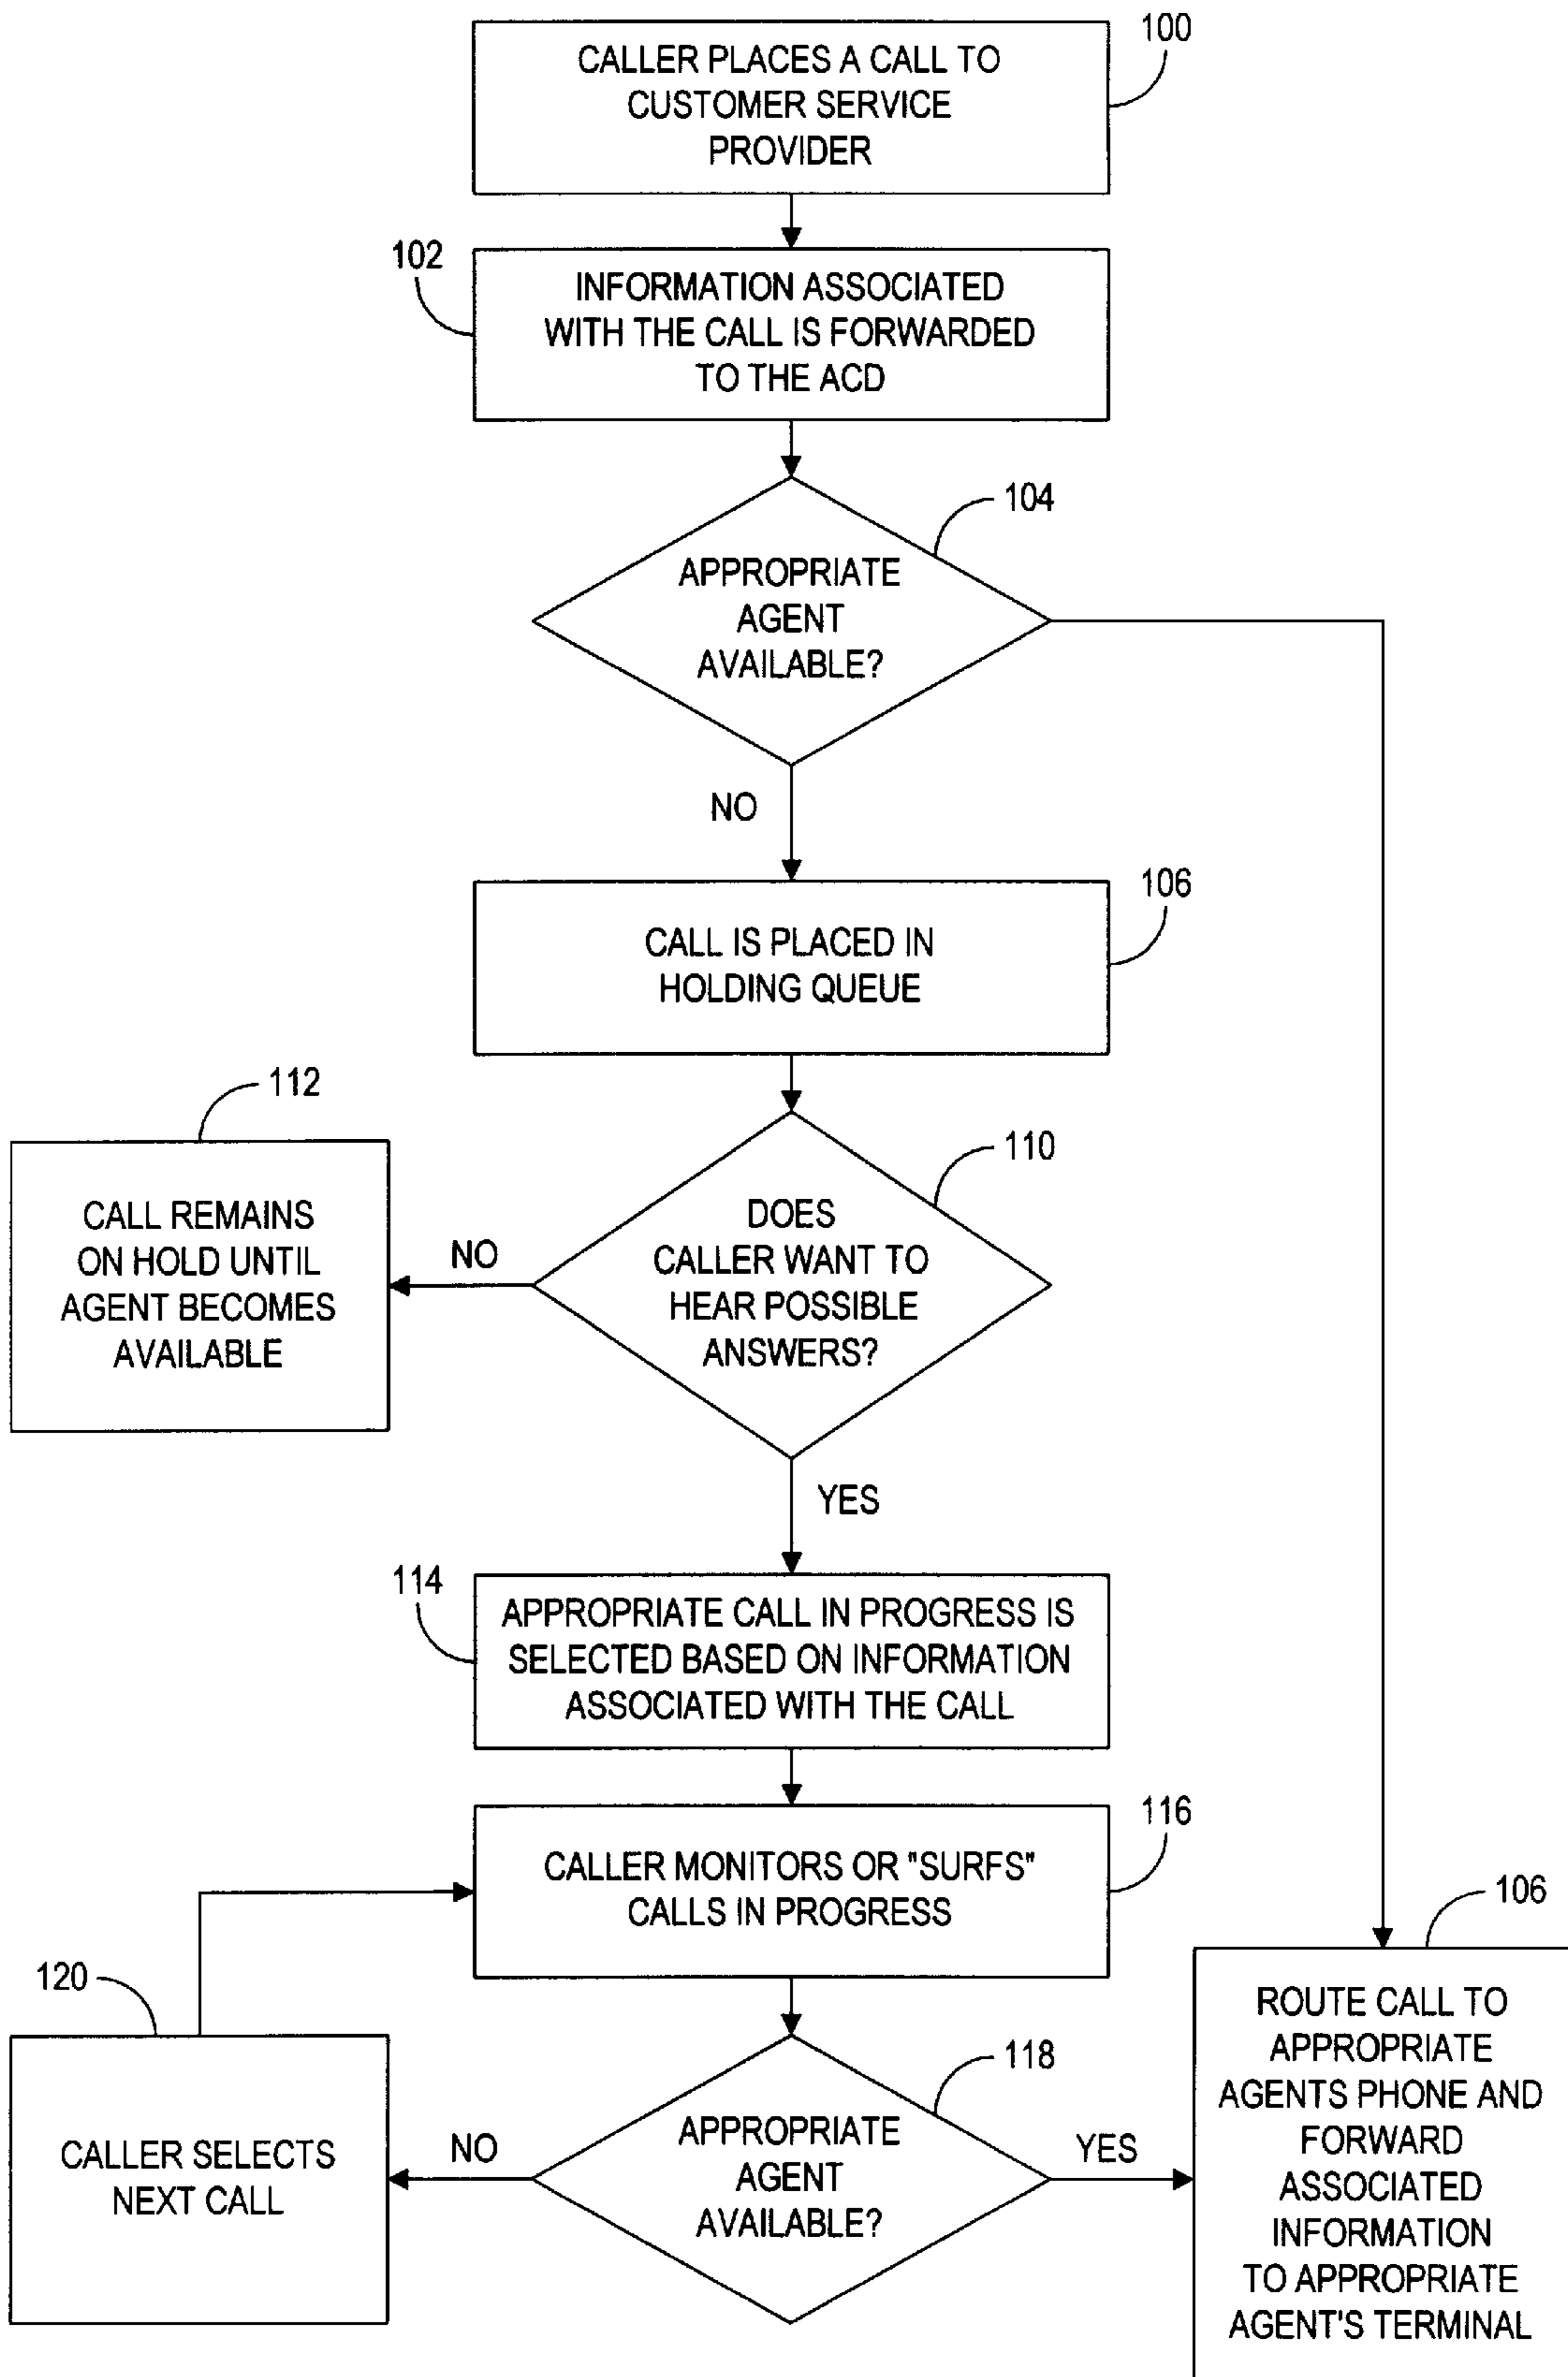 100
CALLER PLACES A CALL TO
CUSTOMER SERVICE
PROVIDER
102
INFORMATION ASSOCIATED
WITH THE CALL IS FORWARDED
TO THE ACD
104
APPROPRIATE
AGENT
AVAILABLE?
NO
106
CALL IS PLACED IN
HOLDING QUEUE
112
CALL REMAINS
ON HOLD UNTIL
AGENT BECOMES
AVAILABLE
NO
110
DOES
CALLER WANT TO
HEAR POSSIBLE
ANSWERS?
YES
114
APPROPRIATE CALL IN PROGRESS IS
SELECTED BASED ON INFORMATION
ASSOCIATED WITH THE CALL
116
CALLER MONITORS OR "SURFS"
CALLS IN PROGRESS
120
CALLER SELECTS
NEXT CALL
NO
118
APPROPRIATE
AGENT
AVAILABLE?
YES
106
ROUTE CALL TO
APPROPRIATE
AGENTS PHONE AND
FORWARD
ASSOCIATED
INFORMATION
TO APPROPRIATE
AGENT'S TERMINAL